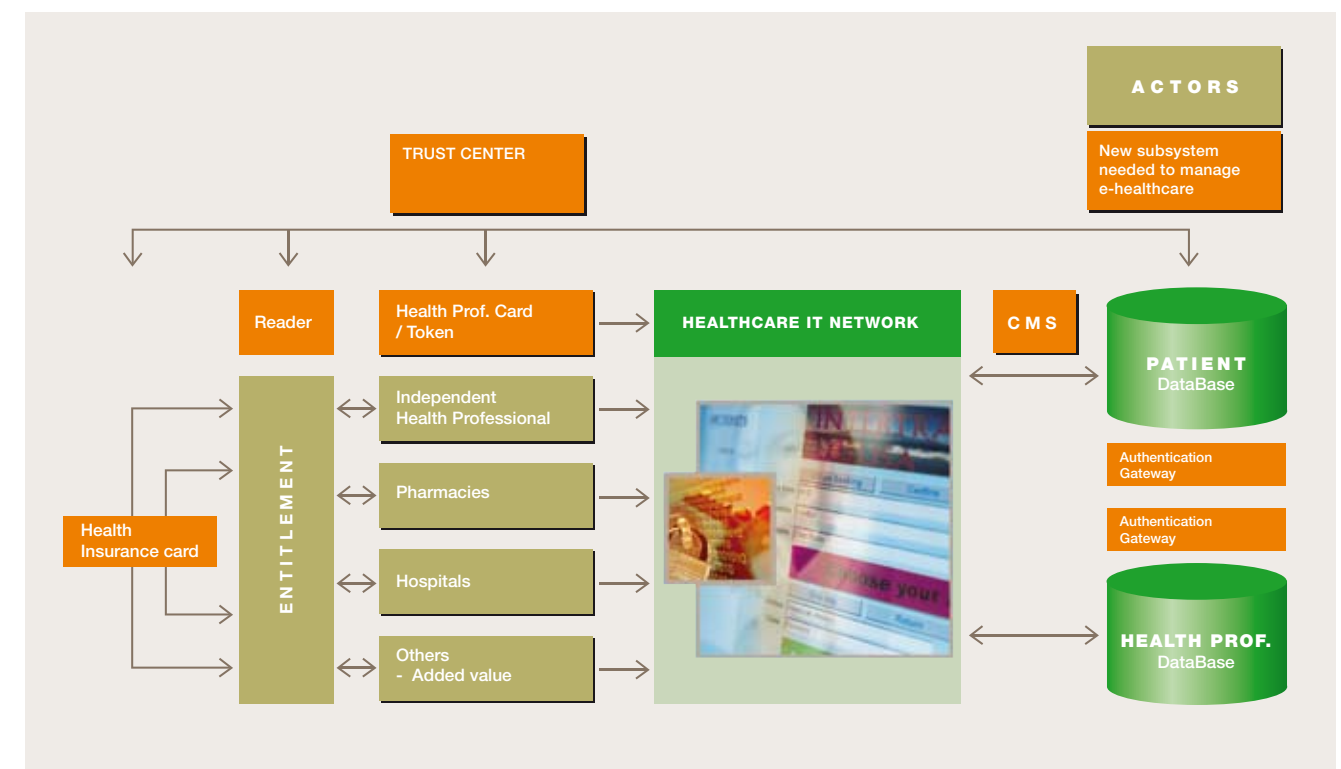 ACTORS
New subsystem
needed to manage
e-healthcare
TRUST CENTER
Reader
Health Prof. Card
/ Token
HEALTHCARE IT NETWORK
CMS
PATIENT
DataBase
Independent
Health Professional
ENTITLEMENT
Pharmacies
Authentication
Gateway
Authentication
Gateway
Health
Insurance card
Hospitals
Others
- Added value
HEALTH PROF.
DataBase
choose your